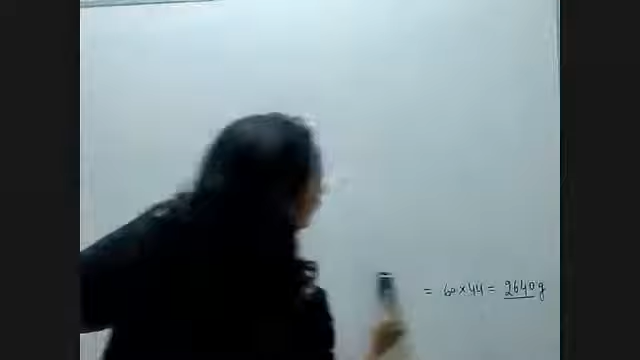 = 60×44 = 2640 g